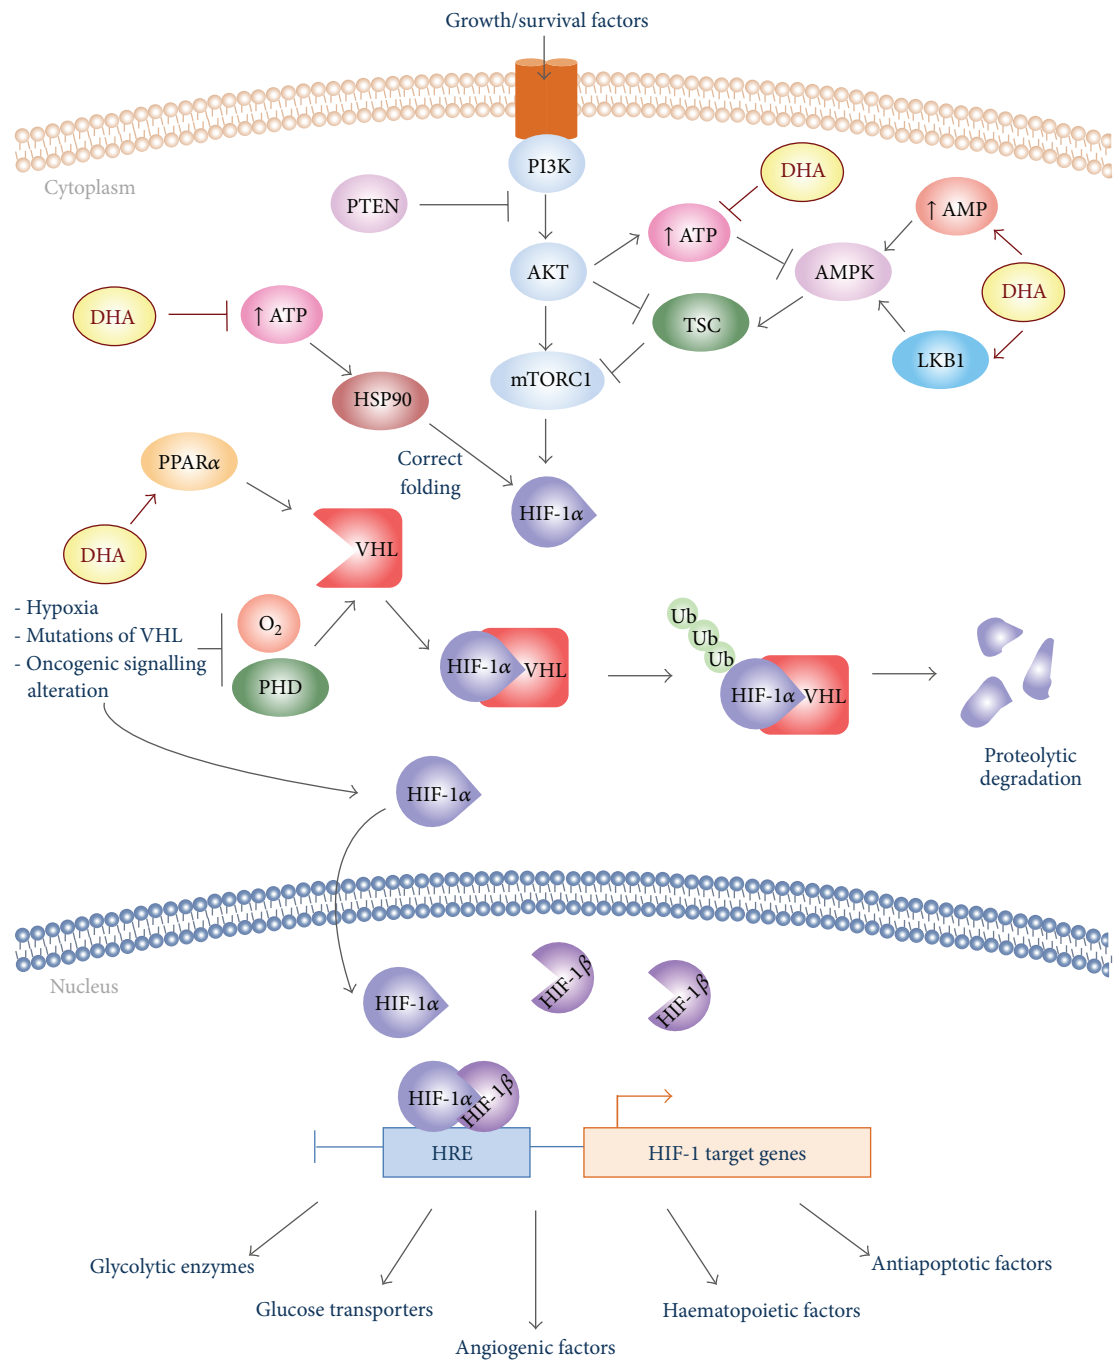 Growth/survival factors
PI3K
Cytoplasm
DHA
PTEN
↑ AMP
↑ ATP
AKT
AMPK
DHA
DHA
↑ ATP
TSC
LKB1
mTORC1
HSP90
Correct
folding
PPARα
HIF-1α
DHA
VHL
- Hypoxia
- Mutations of VHL
- Oncogenic signalling
alteration
O2
PHD
HIF-1α
VHL
Ub
Ub
Ub
HIF-1α
VHL
Proteolytic
degradation
HIF-1α
Nucleus
HIF-1α
HIF-1β
HIF-1β
HIF-1α
HIF-1β
HRE
HIF-1 target genes
Glycolytic enzymes
Glucose transporters
Angiogenic factors
Haematopoietic factors
Antiapoptotic factors